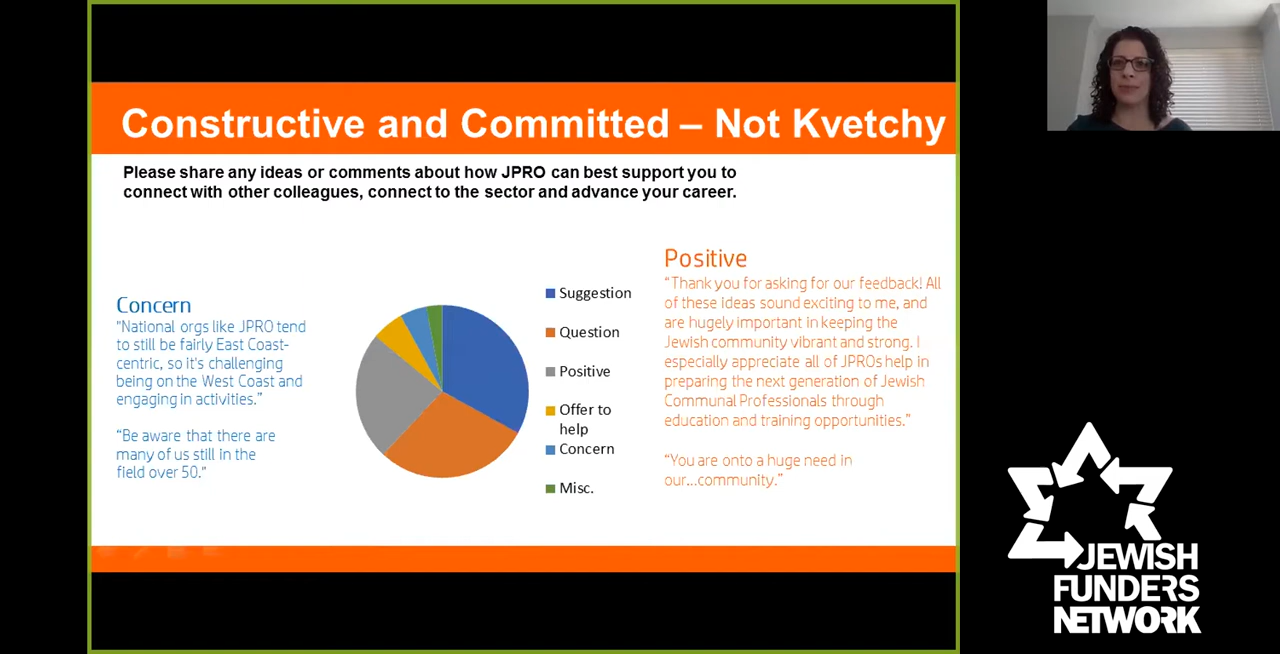 Constructive and Committed – Not Kvetchy
Please share any ideas or comments about how JPRO can best support you to
connect with other colleagues, connect to the sector and advance your career.
Concern
"National orgs like JPRO tend
to still be fairly East Coast-
centric, so it's challenging
being on the West Coast and
engaging in activities."
“Be aware that there are
many of us still in the
field over 50.”
Suggestion
Question
Positive
Offer to
help
Concern
Misc.
Positive
“Thank you for asking for our feedback! All
of these ideas sound exciting to me, and
are hugely important in keeping the
Jewish community vibrant and strong. I
especially appreciate all of JPROs help in
preparing the next generation of Jewish
Communal Professionals through
education and training opportunities.”
“You are onto a huge need in
our...community.”
JEWISH
FUNDERS
NETWORK